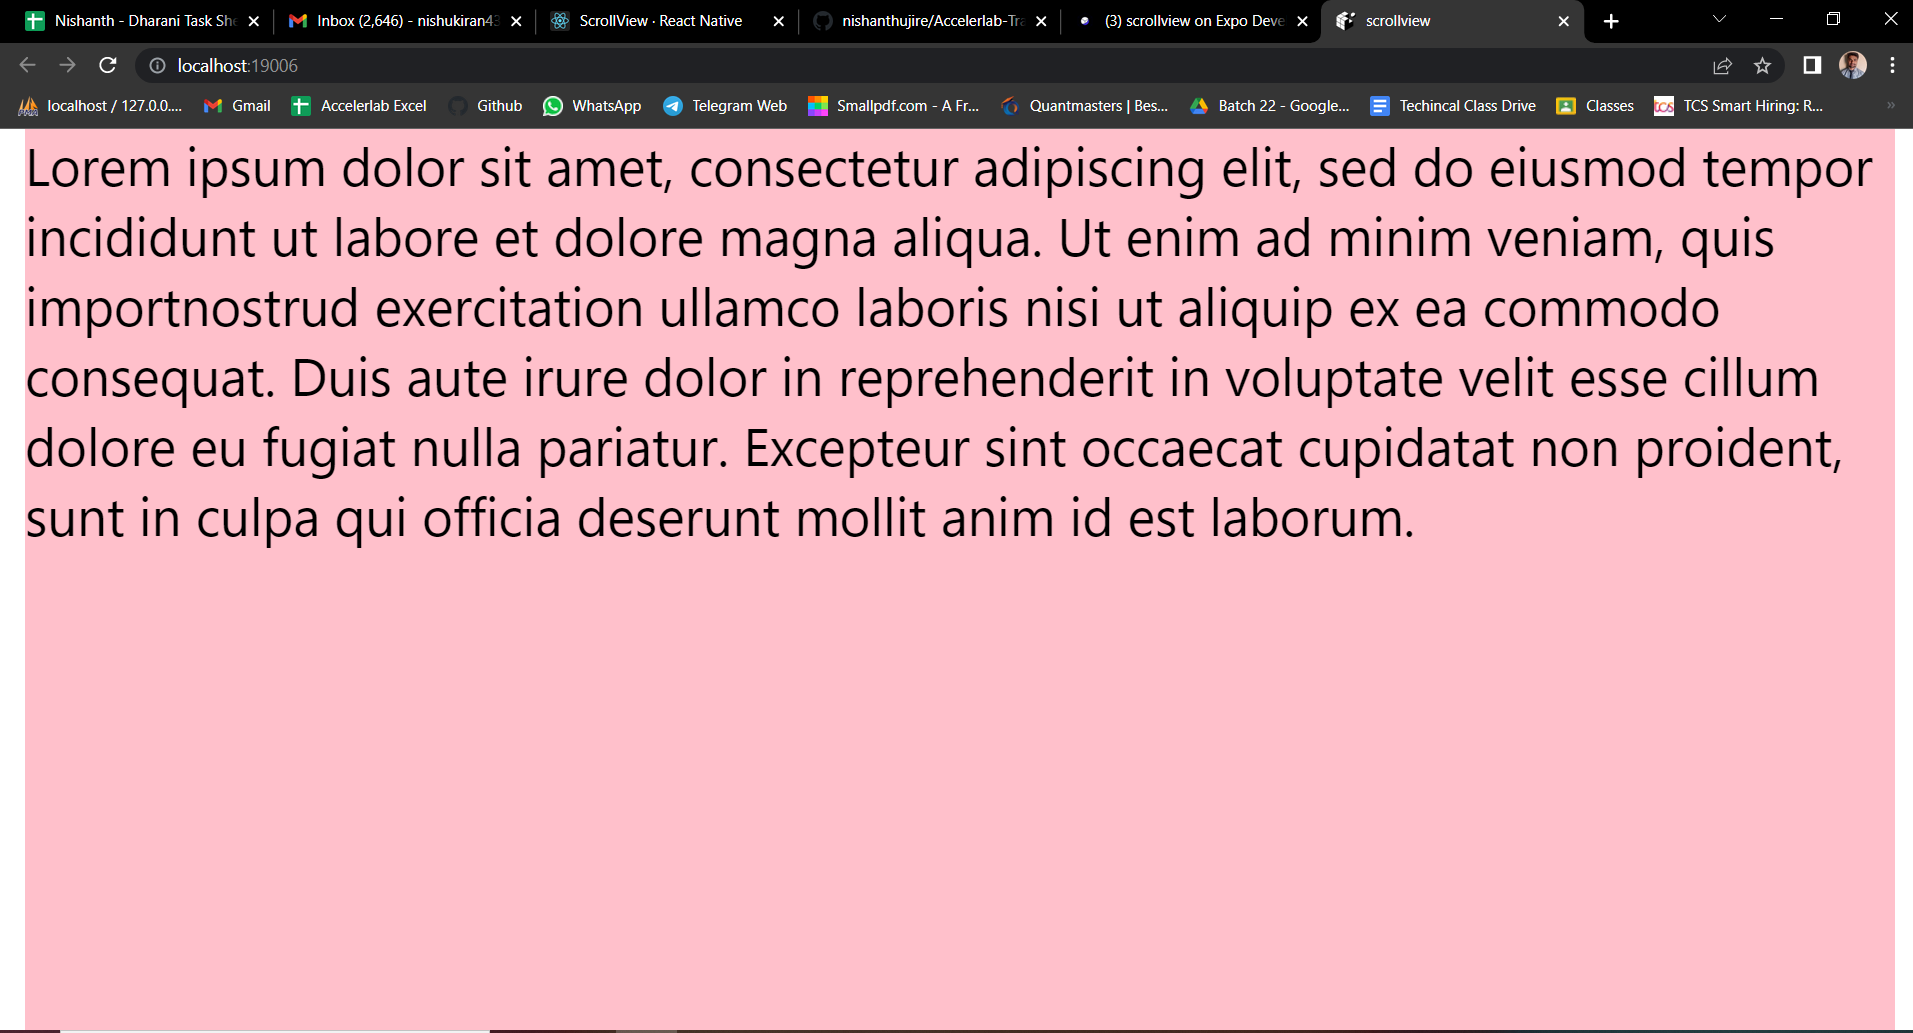 Nishanth - Dharani Task She
Inbox (2,646) - nishukiran43
ScrollView · React Native
nishanthujire/Accelerlab-Tra
(3) scrollview on Expo Deve
scrollview
localhost:19006
localhost / 127.0.0....
Gmail
Accelerlab Excel
Github
WhatsApp
Telegram Web
Smallpdf.com - A Fr...
Quantmasters | Bes...
Batch 22 - Google...
Techincal Class Drive
Classes
TCS Smart Hiring: R...
Lorem ipsum dolor sit amet, consectetur adipiscing elit, sed do eiusmod tempor
incididunt ut labore et dolore magna aliqua. Ut enim ad minim veniam, quis
importnostrud exercitation ullamco laboris nisi ut aliquip ex ea commodo
consequat. Duis aute irure dolor in reprehenderit in voluptate velit esse cillum
dolore eu fugiat nulla pariatur. Excepteur sint occaecat cupidatat non proident,
sunt in culpa qui officia deserunt mollit anim id est laborum.